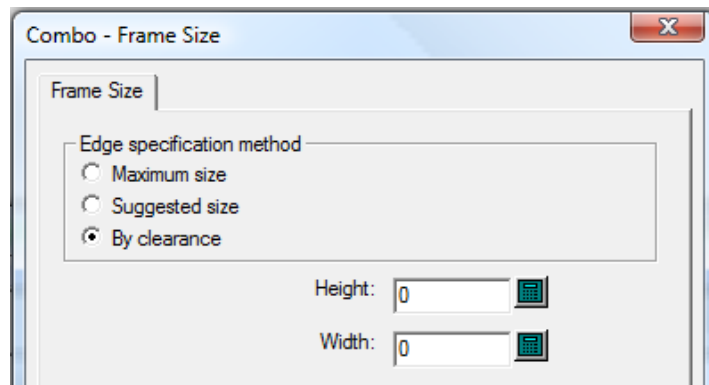 Combo - Frame Size
Frame Size
Edge specification method
Maximum size
Suggested size
By clearance
Height: 0
Width: 0